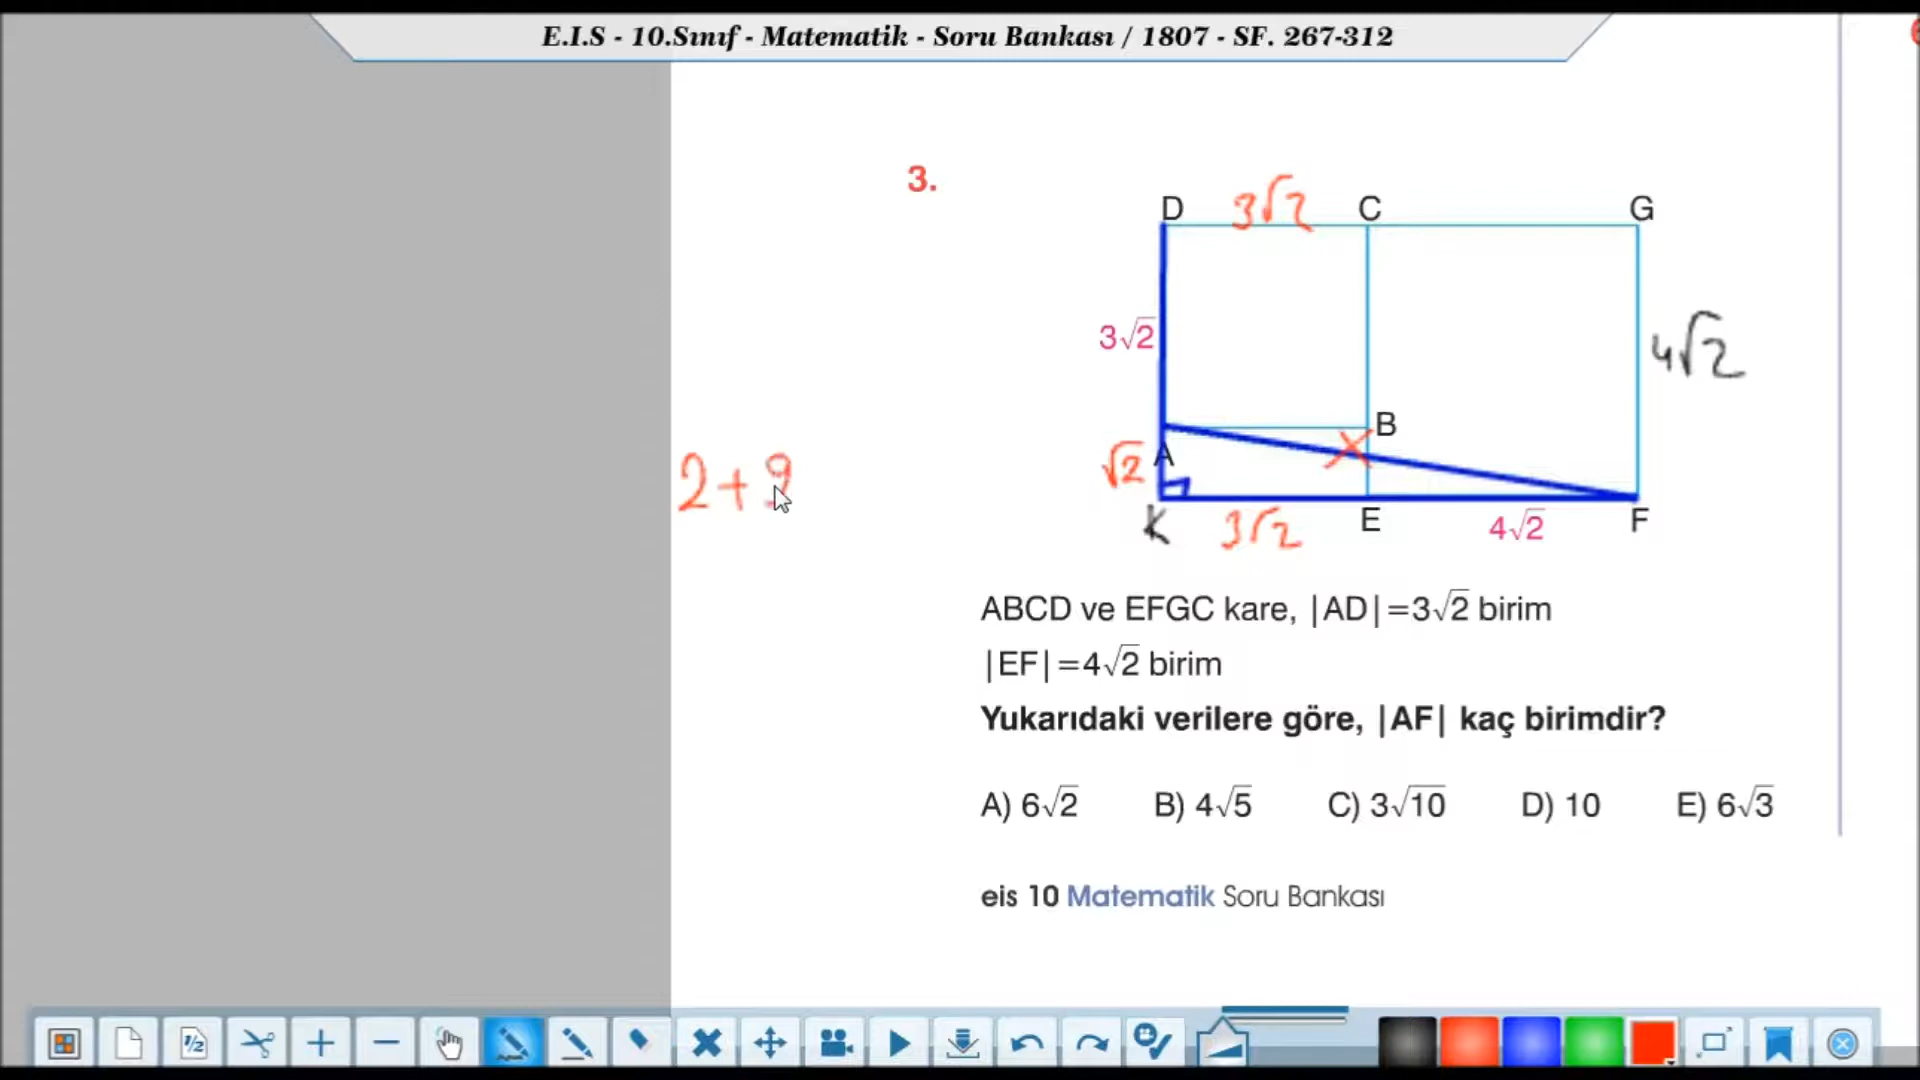 E.I.S - 10.Sınıf - Matematik - Soru Bankası / 1807 - SF. 267-312
3.
D 3√2 C G
3√2
4√2
B
A
√2
2+9
K 3√2 E 4√2 F
ABCD ve EFGC kare, |AD|=3√2 birim
|EF|=4√2 birim
Yukarıdaki verilere göre, |AF| kaç birimdir?
A) 6√2 B) 4√5 C) 3√10 D) 10 E) 6√3
eis 10 Matematik Soru Bankası
1/2